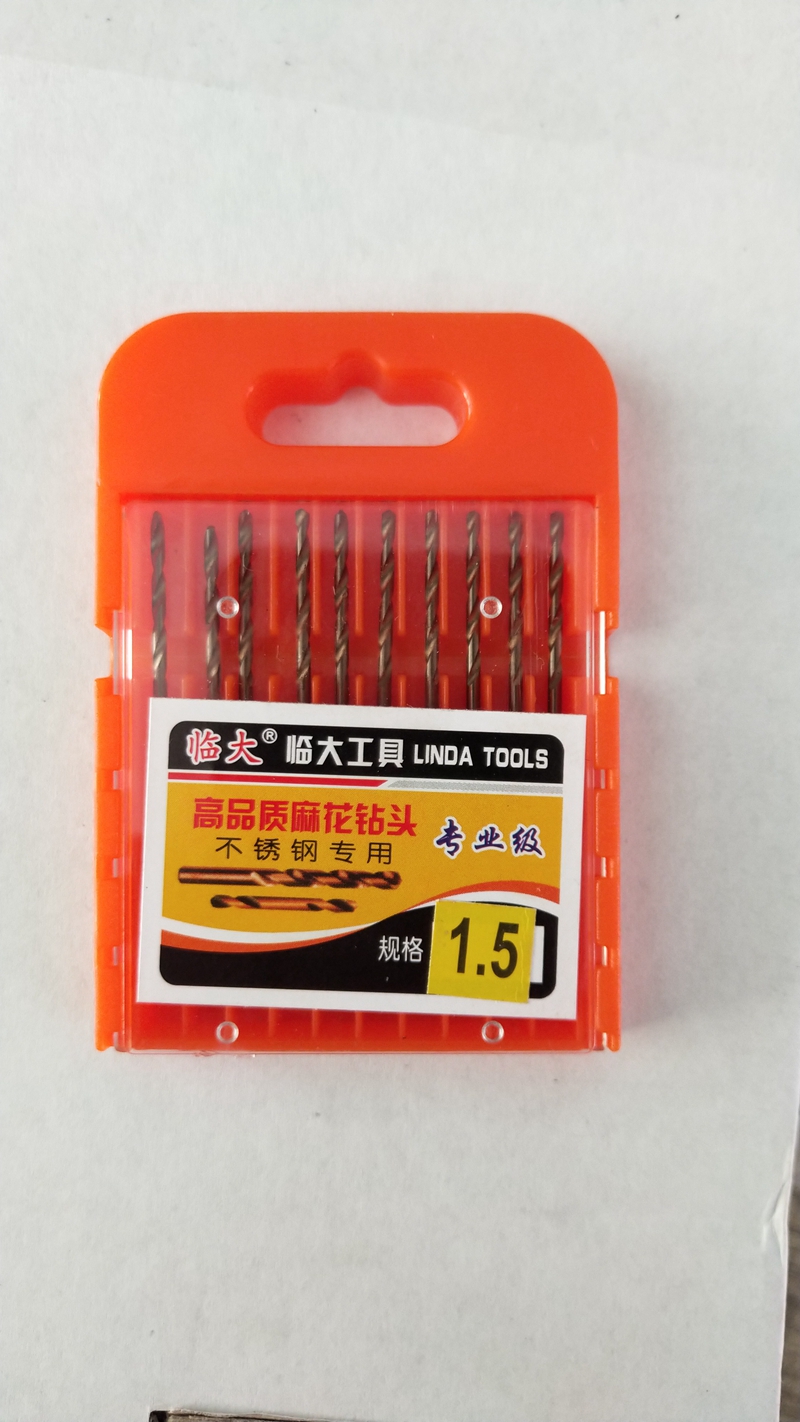 临大® 临大工具 LINDA TOOLS
高品质麻花钻头
不锈钢专用
专业级
规格 1.5